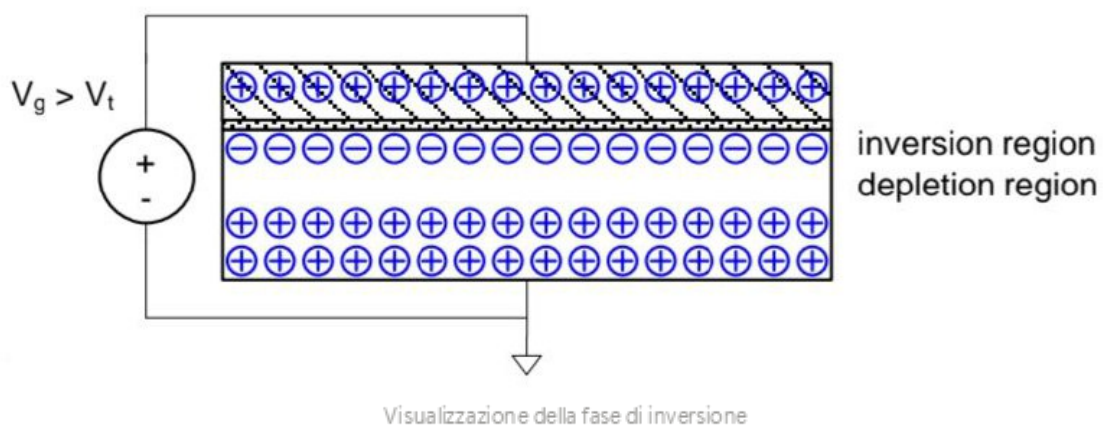 V_g > V_t
+
-
inversion region
depletion region
Visualizzazione della fase di inversione